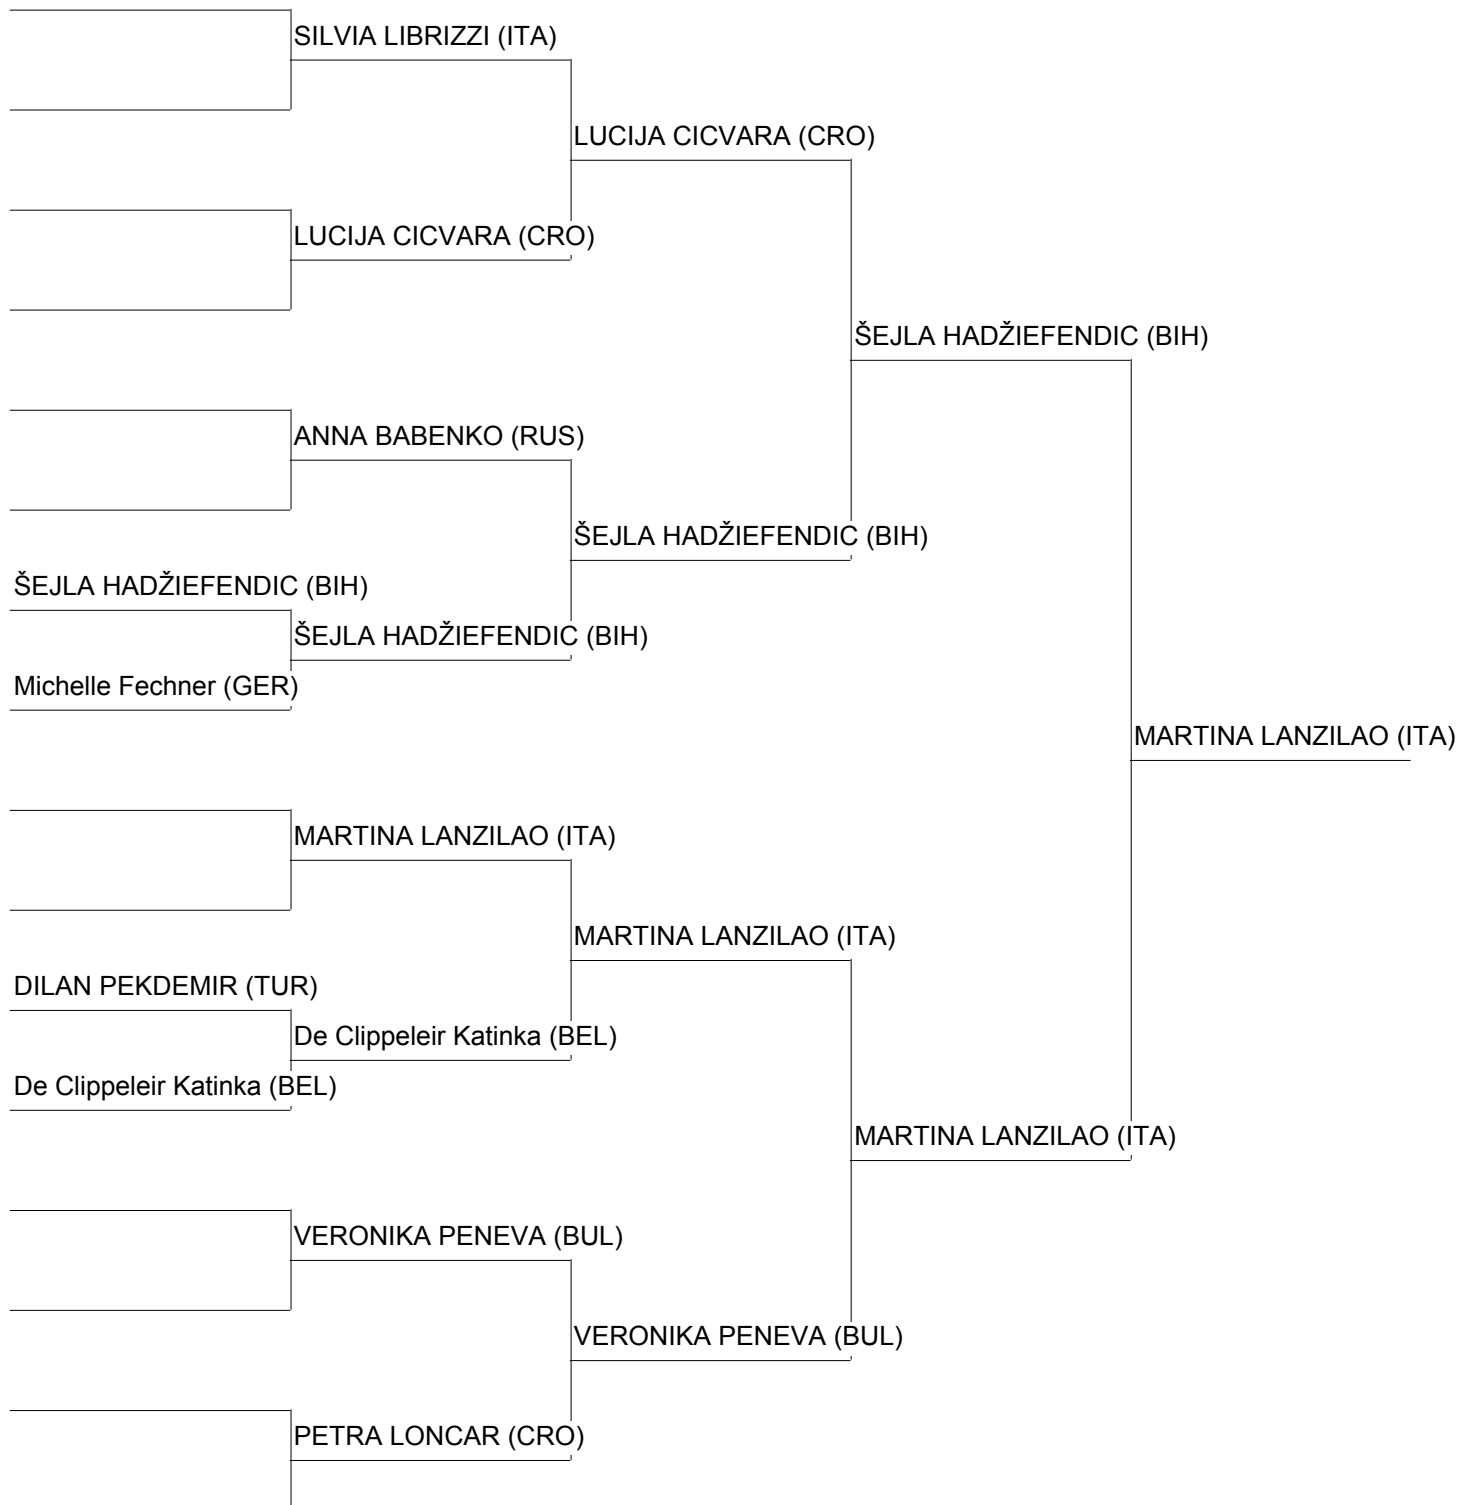 SILVIA LIBRIZZI (ITA)
LUCIJA CICVARA (CRO)
LUCIJA CICVARA (CRO)
ŠEJLA HADŽIEFENDIC (BIH)
ANNA BABENKO (RUS)
ŠEJLA HADŽIEFENDIC (BIH)
ŠEJLA HADŽIEFENDIC (BIH)
ŠEJLA HADŽIEFENDIC (BIH)
Michelle Fechner (GER)
MARTINA LANZILAO (ITA)
MARTINA LANZILAO (ITA)
MARTINA LANZILAO (ITA)
DILAN PEKDEMIR (TUR)
De Clippeleir Katinka (BEL)
De Clippeleir Katinka (BEL)
MARTINA LANZILAO (ITA)
VERONIKA PENEVA (BUL)
VERONIKA PENEVA (BUL)
PETRA LONCAR (CRO)